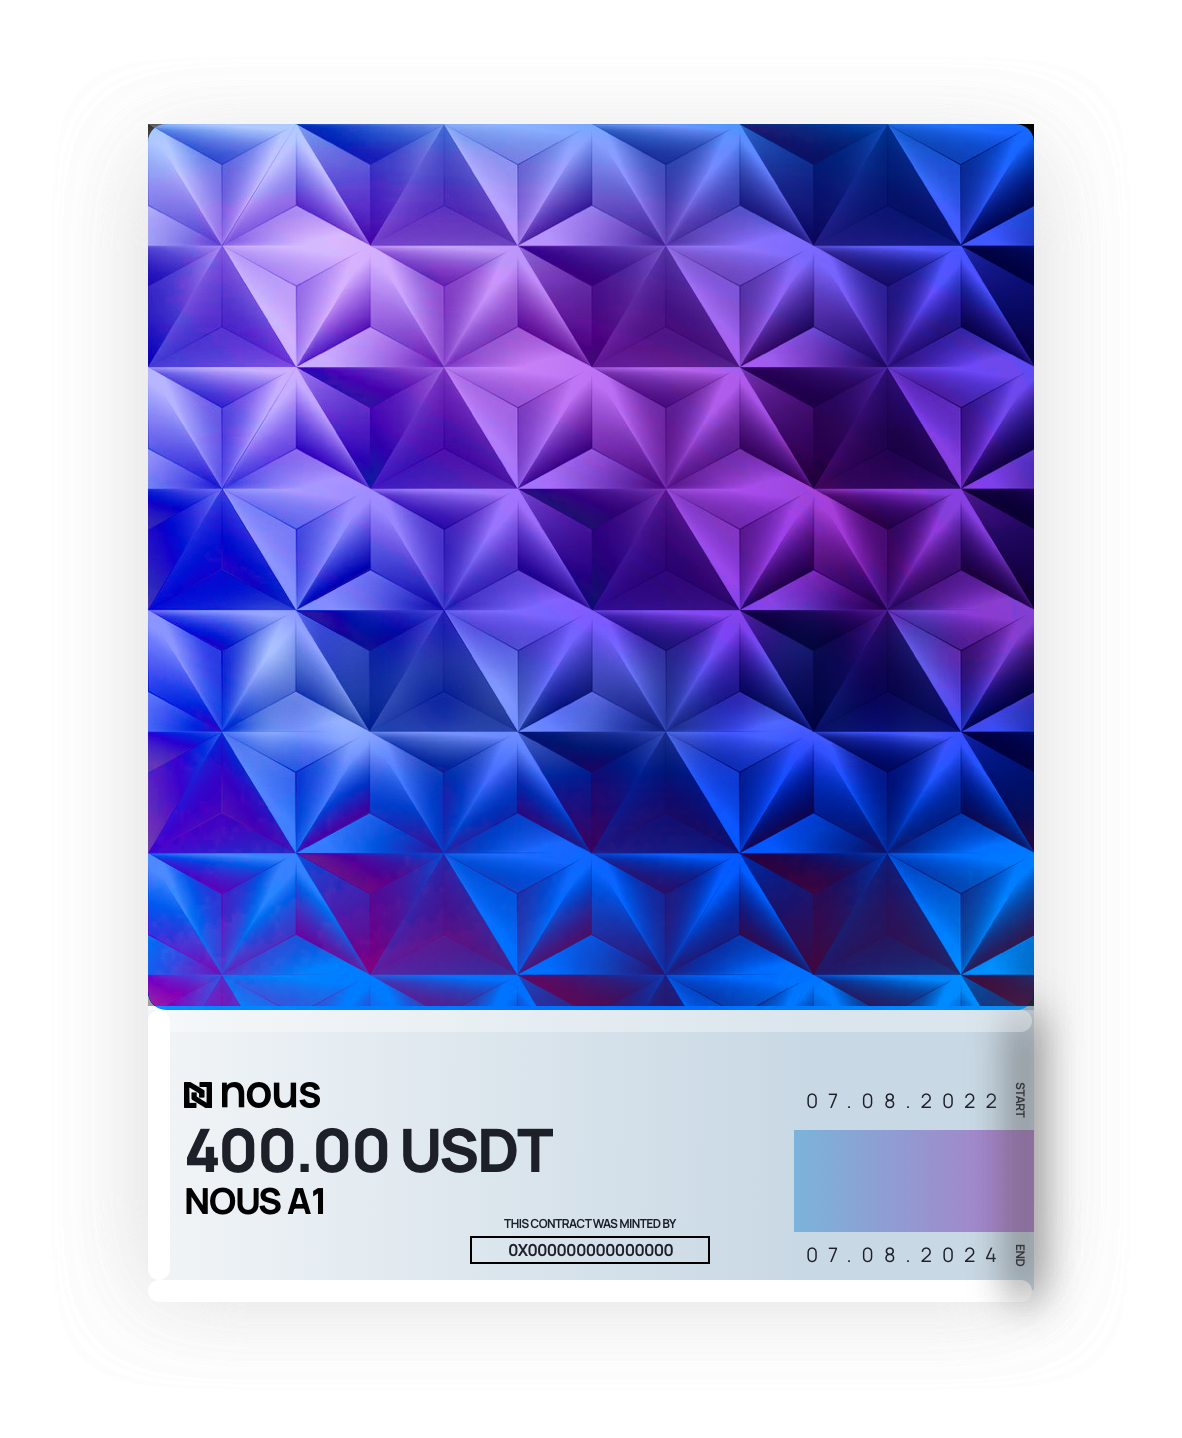 nous
400.00 USDT
NOUS A1
THIS CONTRACT WAS MINTED BY
0X000000000000000
07.08.2022
START
07.08.2024
END